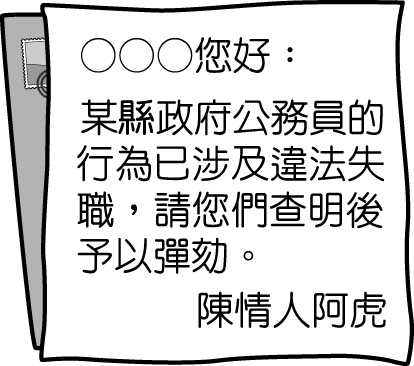 ○○○您好：
某縣政府公務員的
行為已涉及違法失
職，請您們查明後
予以彈劾。
陳情人阿虎